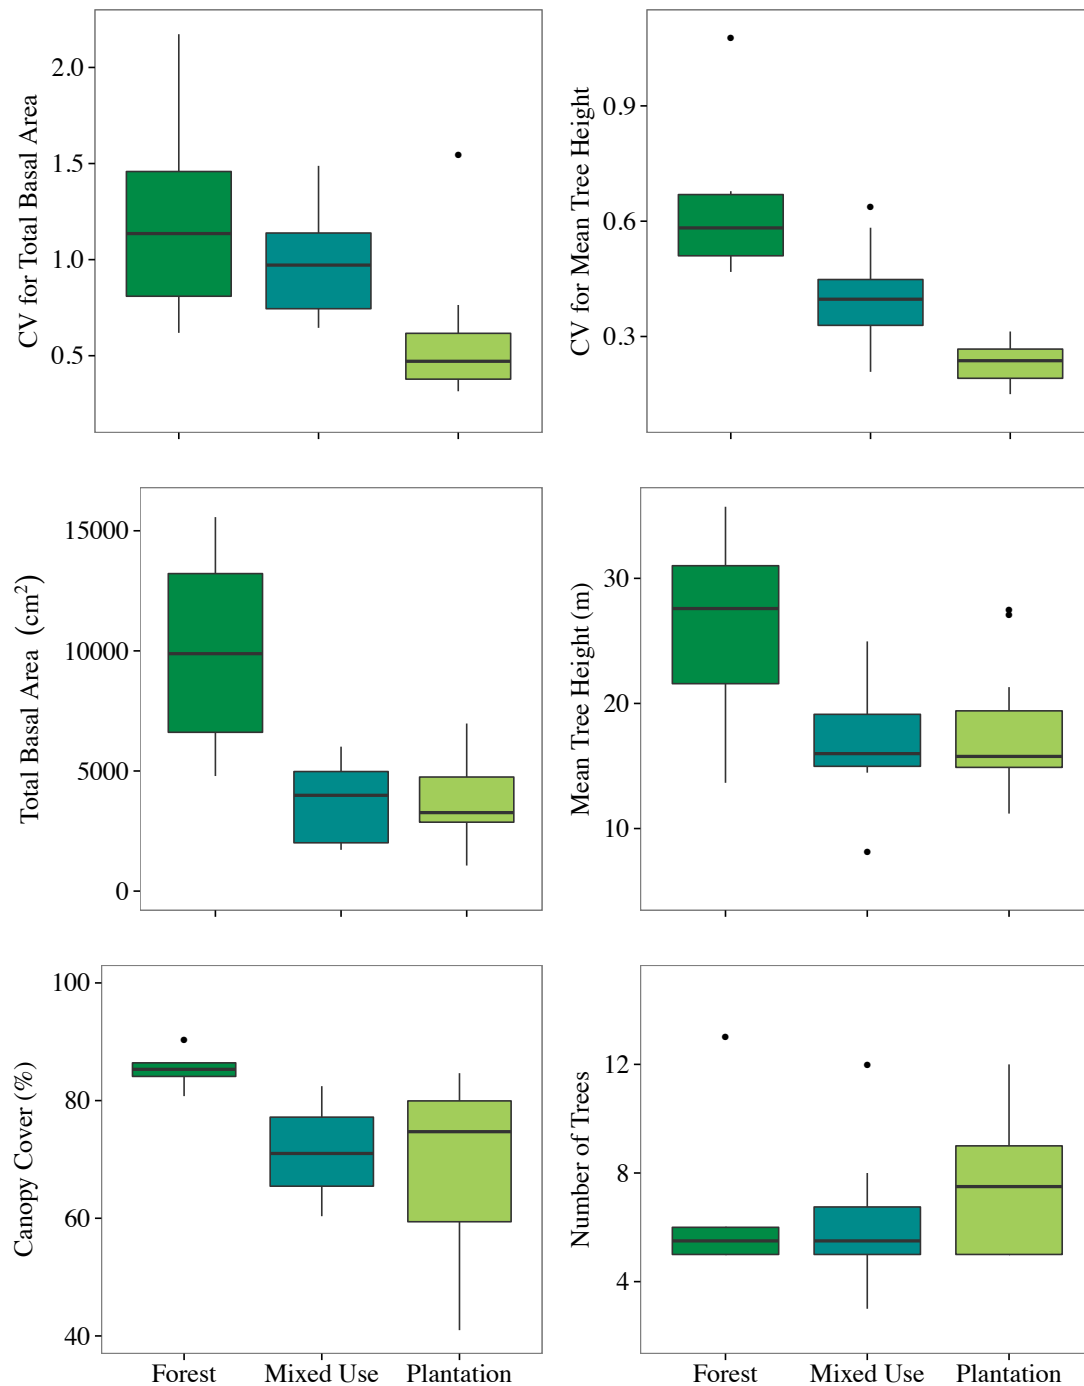 CV for Total Basal Area
2.0
1.5
1.0
0.5
CV for Mean Tree Height
0.9
0.6
0.3
Total Basal Area (cm²)
15000
10000
5000
0
Mean Tree Height (m)
30
20
10
Canopy Cover (%)
100
80
60
40
Forest Mixed Use Plantation
Number of Trees
12
8
4
Forest Mixed Use Plantation